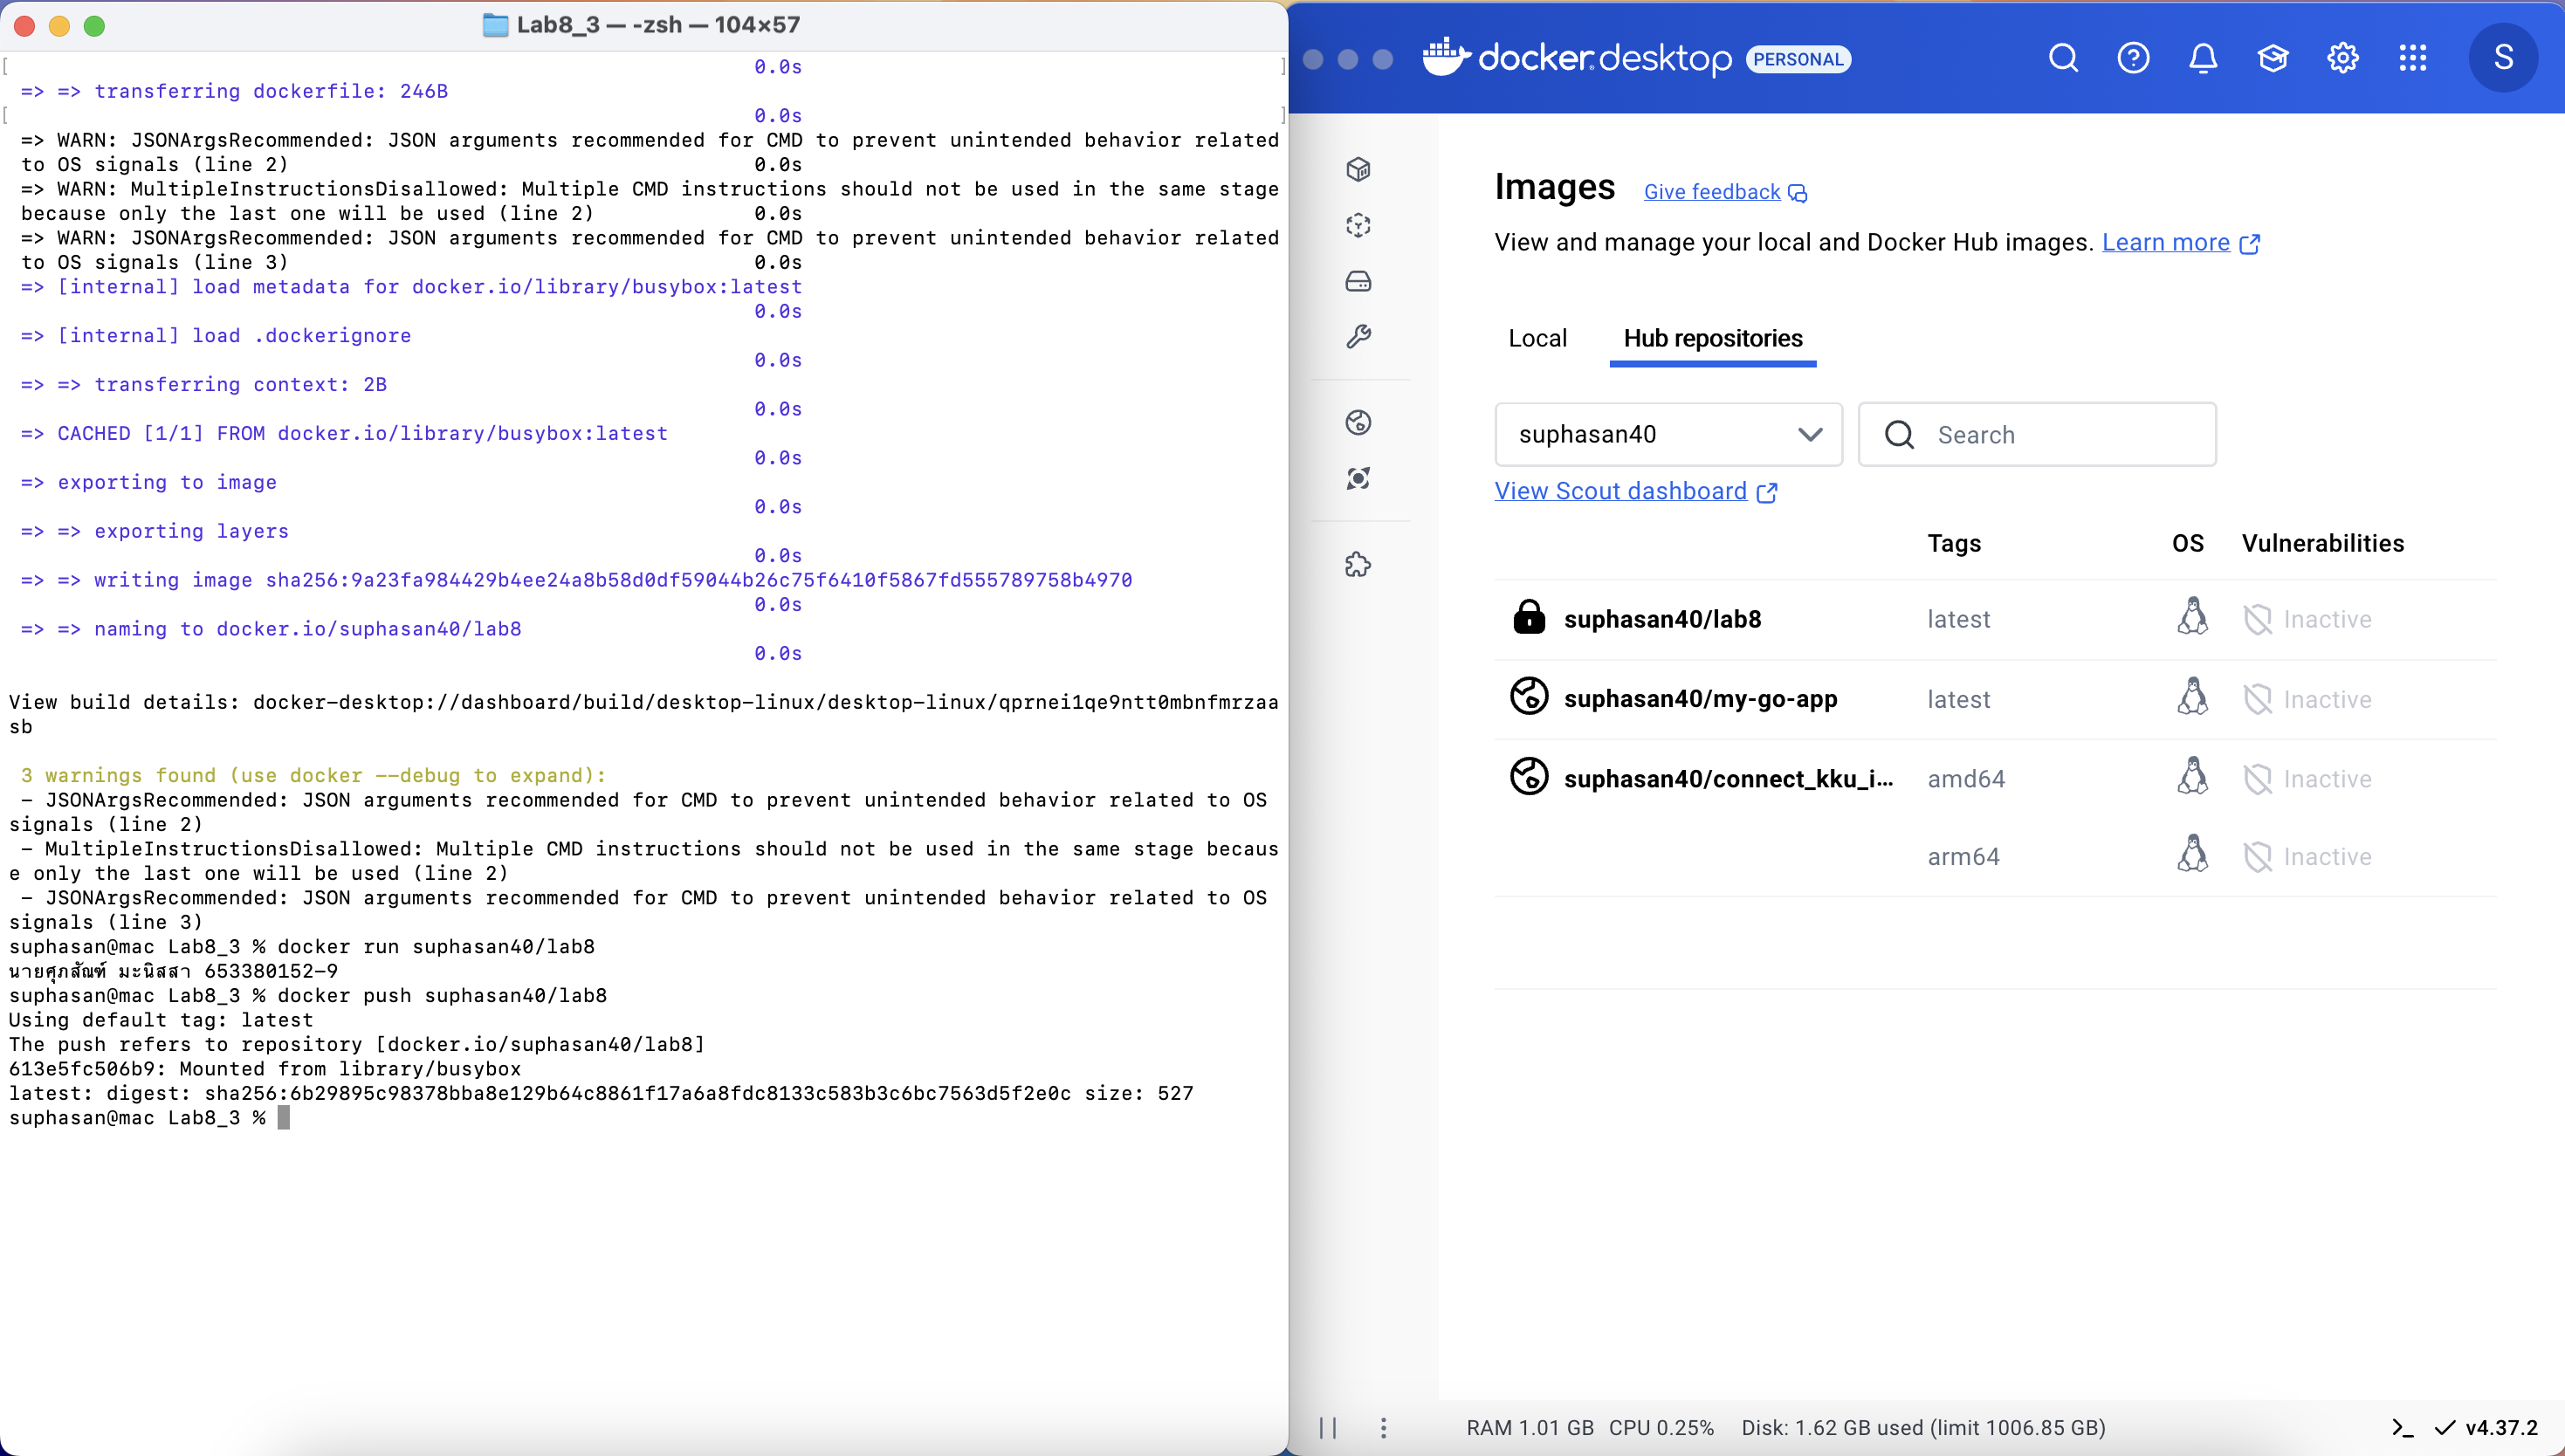 Lab8_3 — -zsh — 104×57
[ 0.0s ]
=> => transferring dockerfile: 246B
[ 0.0s ]
=> WARN: JSONArgsRecommended: JSON arguments recommended for CMD to prevent unintended behavior related
to OS signals (line 2) 0.0s
=> WARN: MultipleInstructionsDisallowed: Multiple CMD instructions should not be used in the same stage
because only the last one will be used (line 2) 0.0s
=> WARN: JSONArgsRecommended: JSON arguments recommended for CMD to prevent unintended behavior related
to OS signals (line 3) 0.0s
=> [internal] load metadata for docker.io/library/busybox:latest
0.0s
=> [internal] load .dockerignore
0.0s
=> => transferring context: 2B
0.0s
=> CACHED [1/1] FROM docker.io/library/busybox:latest
0.0s
=> exporting to image
0.0s
=> => exporting layers
0.0s
=> => writing image sha256:9a23fa984429b4ee24a8b58d0df59044b26c75f6410f5867fd555789758b4970
0.0s
=> => naming to docker.io/suphasan40/lab8
0.0s
View build details: docker-desktop://dashboard/build/desktop-linux/desktop-linux/qprnei1qe9ntt0mbnfmrzaa
sb
3 warnings found (use docker --debug to expand):
- JSONArgsRecommended: JSON arguments recommended for CMD to prevent unintended behavior related to OS
signals (line 2)
- MultipleInstructionsDisallowed: Multiple CMD instructions should not be used in the same stage becaus
e only the last one will be used (line 2)
- JSONArgsRecommended: JSON arguments recommended for CMD to prevent unintended behavior related to OS
signals (line 3)
suphasan@mac Lab8_3 % docker run suphasan40/lab8
นายศุภสัณฑ์ มะนิสสา 653380152-9
suphasan@mac Lab8_3 % docker push suphasan40/lab8
Using default tag: latest
The push refers to repository [docker.io/suphasan40/lab8]
613e5fc506b9: Mounted from library/busybox
latest: digest: sha256:6b29895c98378bba8e129b64c8861f17a6a8fdc8133c583b3c6bc7563d5f2e0c size: 527
suphasan@mac Lab8_3 %
docker desktop PERSONAL
S
Images Give feedback
View and manage your local and Docker Hub images. Learn more
Local Hub repositories
suphasan40 Search
View Scout dashboard
Tags OS Vulnerabilities
suphasan40/lab8 latest Inactive
suphasan40/my-go-app latest Inactive
suphasan40/connect_kku_i... amd64 Inactive
arm64 Inactive
RAM 1.01 GB CPU 0.25% Disk: 1.62 GB used (limit 1006.85 GB) v4.37.2